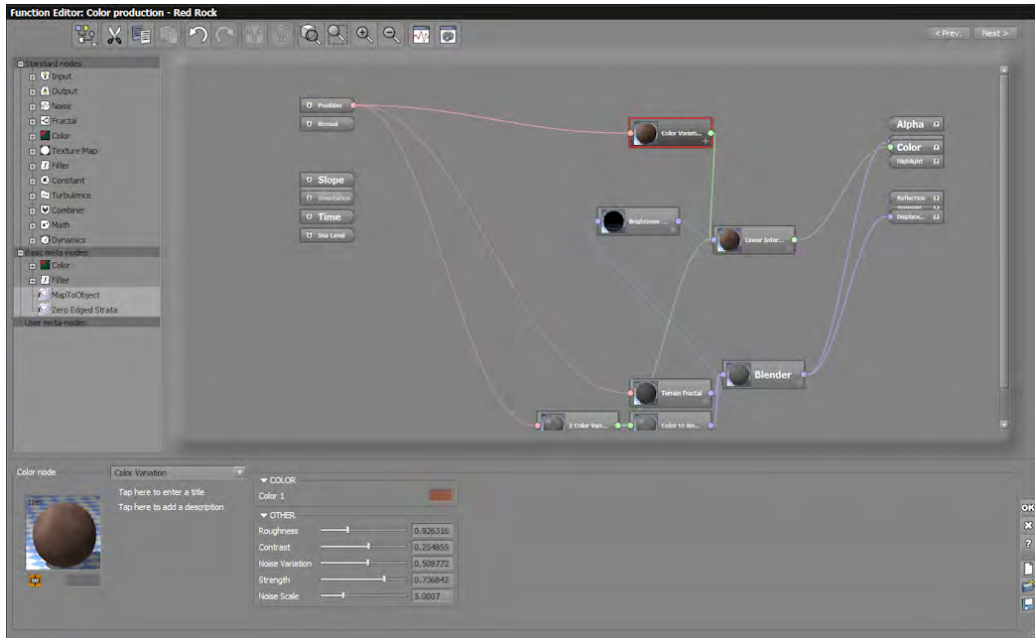 Function Editor: Color production - Red Rock
< Prev. Next >
Standard nodes
Input
Output
Noise
Fractal
Color
Texture Map
Filter
Constant
Turbulence
Combiner
Math
Dynamics
Basic meta-nodes
Color
Filter
MapToObject
Zero Edged Strata
User meta-nodes
Position
Normal
Slope
Orientation
Time
Sea Level
Color Variati...
Brightness ...
Linear Inter...
Blender
Terrain Fractal
2 Color Vari...
Color to Bri...
Alpha
Color
Highlight
Reflection
Displace...
Color node
Color Variation
Tap here to enter a title
Tap here to add a description
COLOR
Color 1
OTHER
Roughness 0.926316
Contrast 0.254855
Noise Variation 0.508772
Strength 0.736842
Noise Scale 5.0007
OK
?